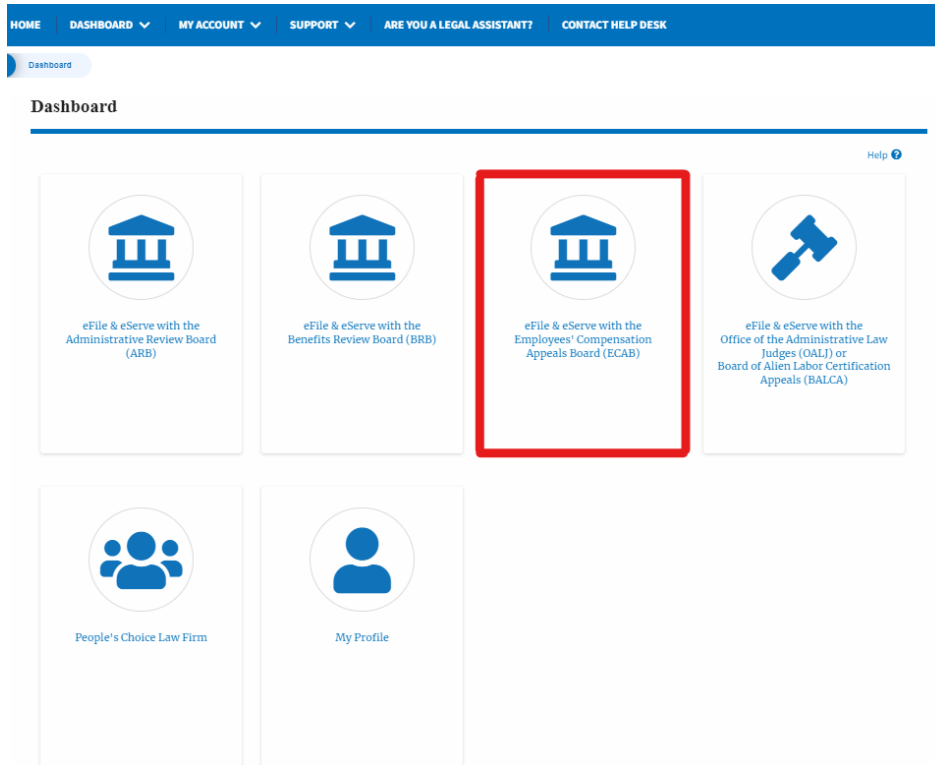 HOME DASHBOARD MY ACCOUNT SUPPORT ARE YOU A LEGAL ASSISTANT? CONTACT HELP DESK
Dashboard
Dashboard
Help ?
eFile & eServe with the
Administrative Review Board
(ARB)
eFile & eServe with the
Benefits Review Board (BRB)
eFile & eServe with the
Employees' Compensation
Appeals Board (ECAB)
eFile & eServe with the
Office of the Administrative Law
Judges (OALJ) or
Board of Alien Labor Certification
Appeals (BALCA)
People's Choice Law Firm
My Profile